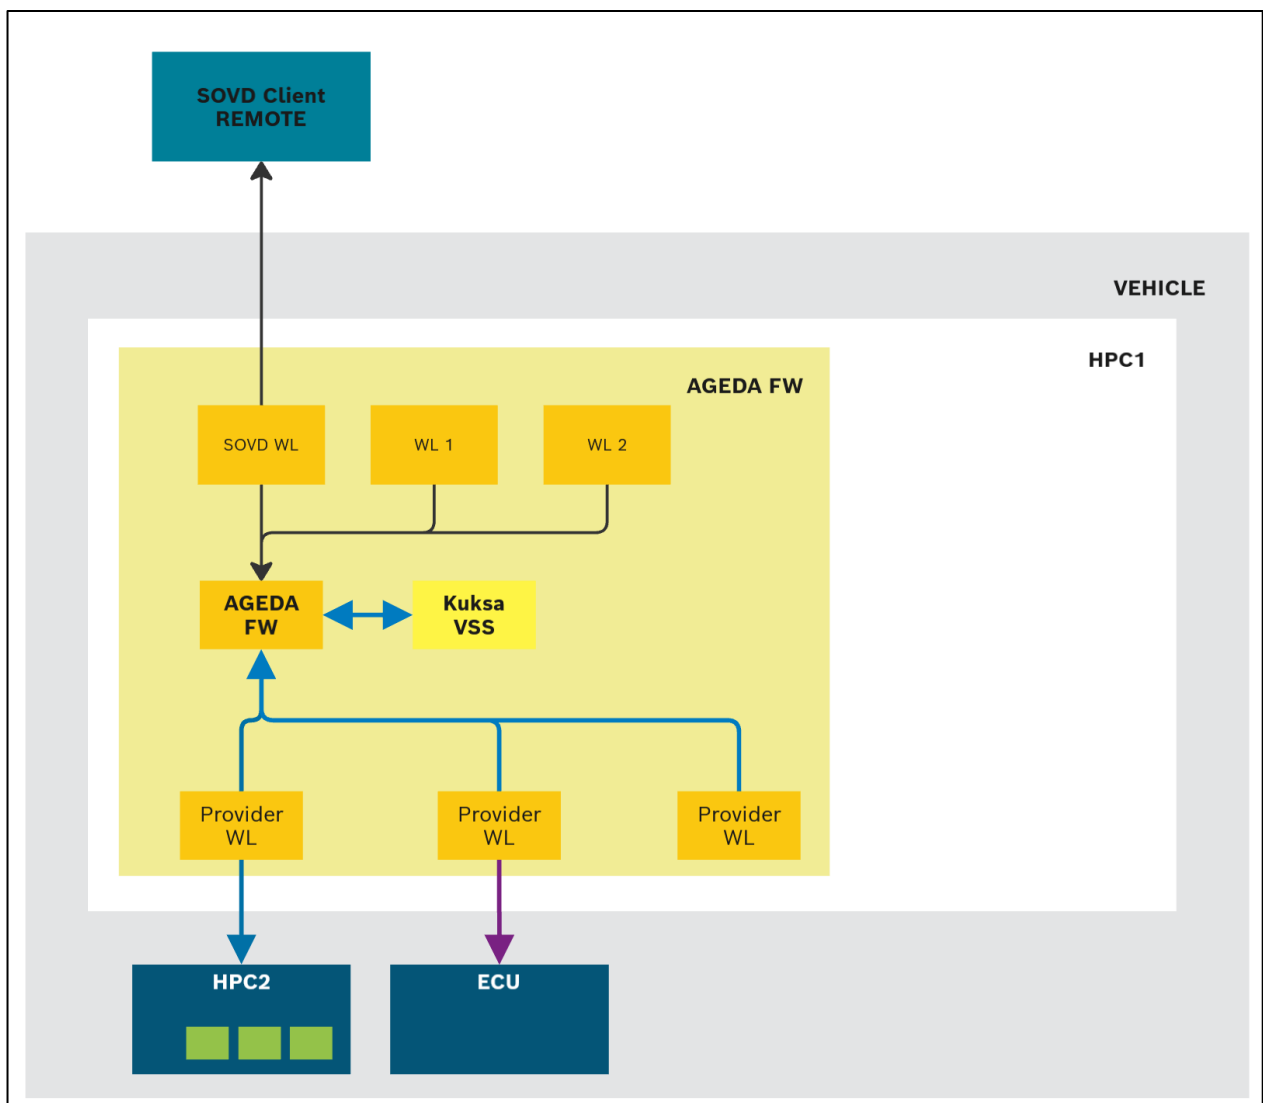 SOVD Client
REMOTE
VEHICLE
HPC1
AGEDA FW
SOVD WL
WL 1
WL 2
AGEDA
FW
Kuksa
VSS
Provider
WL
Provider
WL
Provider
WL
HPC2
ECU